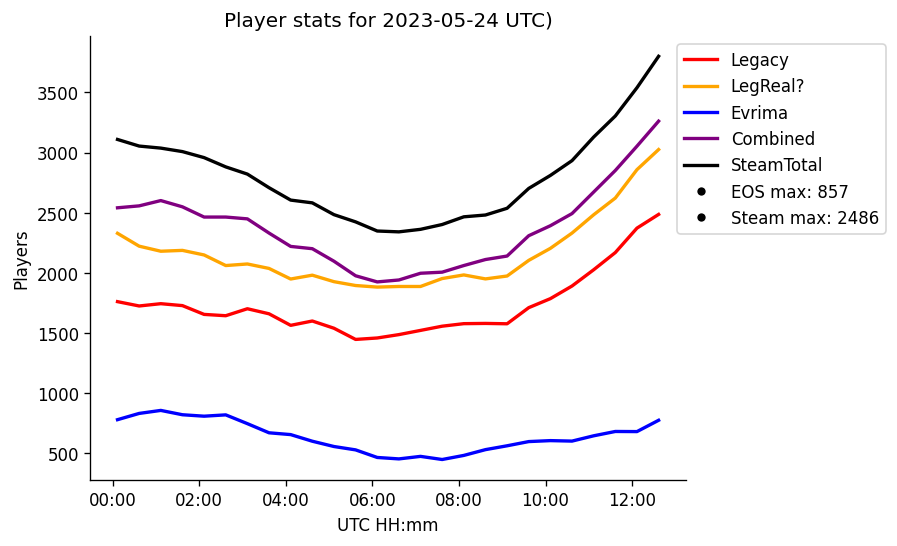 Player stats for 2023-05-24 UTC)
Legacy
LegReal?
Evrima
Combined
SteamTotal
EOS max: 857
Steam max: 2486
Players
3500
3000
2500
2000
1500
1000
500
00:00 02:00 04:00 06:00 08:00 10:00 12:00
UTC HH:mm